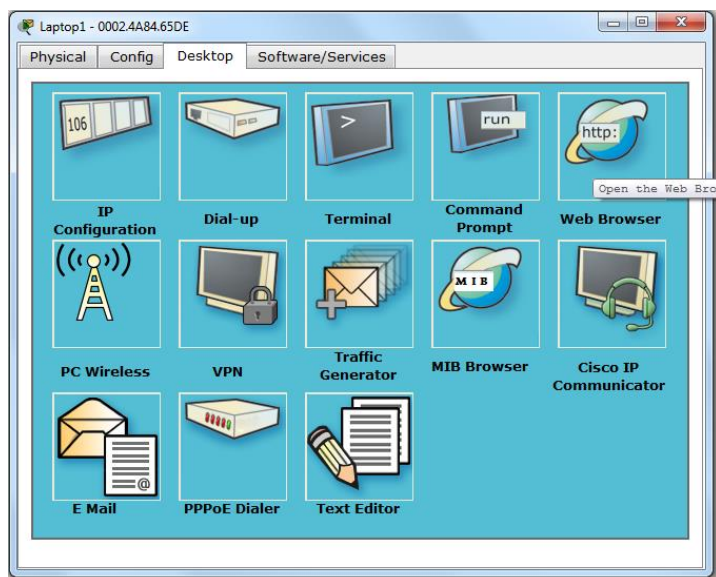 Laptop1 - 0002.4A84.65DE
Physical Config Desktop Software/Services
106
>
run
http:
Open the Web Bro
IP
Configuration
Dial-up
Terminal
Command
Prompt
Web Browser
MIB
PC Wireless
VPN
Traffic
Generator
MIB Browser
Cisco IP
Communicator
@
E Mail
PPPoE Dialer
Text Editor